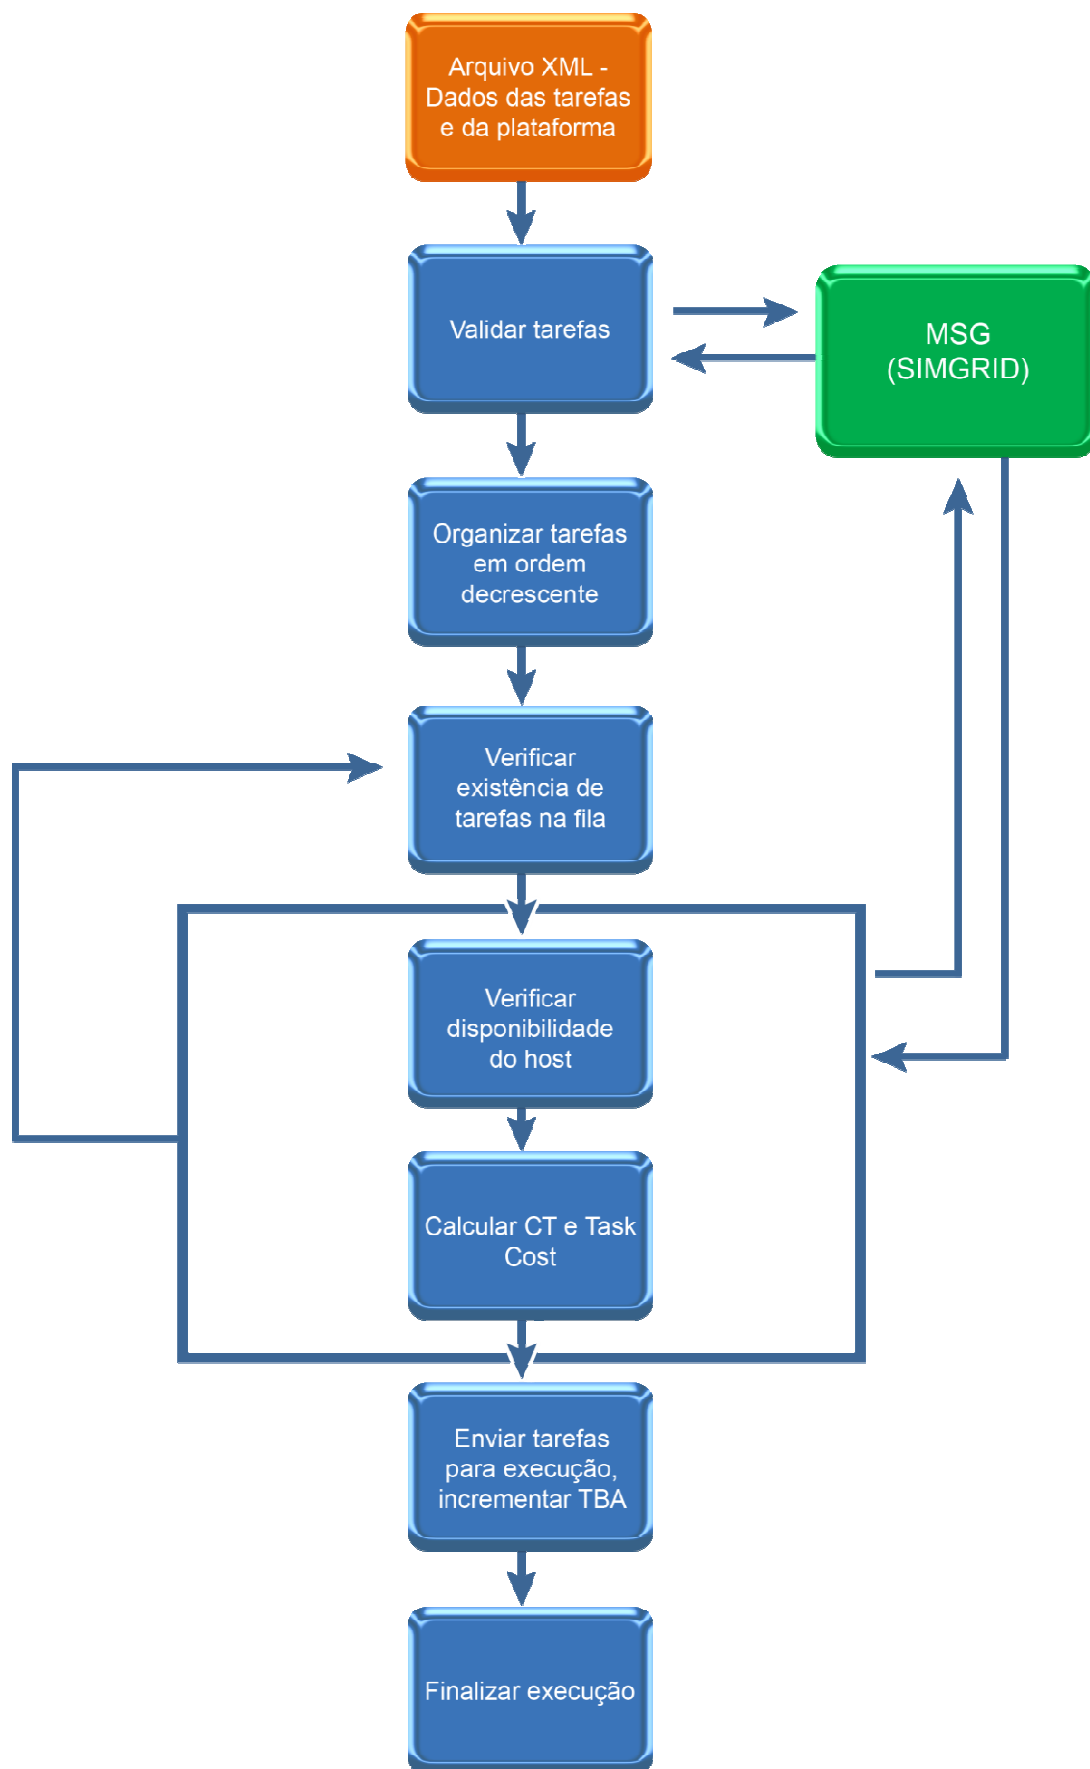 Arquivo XML -
Dados das tarefas
e da plataforma
Validar tarefas
MSG
(SIMGRID)
Organizar tarefas
em ordem
decrescente
Verificar
existência de
tarefas na fila
Verificar
disponibilidade
do host
Calcular CT e Task
Cost
Enviar tarefas
para execução,
incrementar TBA
Finalizar execução